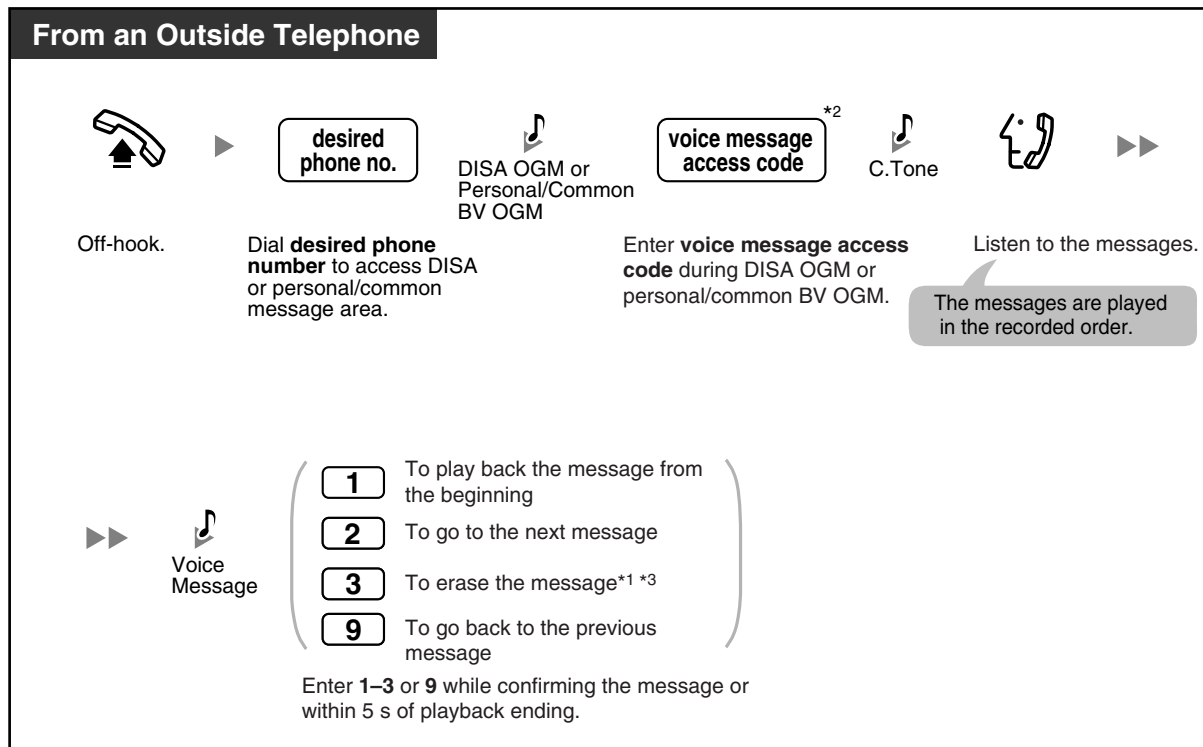 From an Outside Telephone
desired
phone no.
DISA OGM or
Personal/Common
BV OGM
voice message
access code
*2
C.Tone
Off-hook.
Dial desired phone
number to access DISA
or personal/common
message area.
Enter voice message access
code during DISA OGM or
personal/common BV OGM.
Listen to the messages.
The messages are played
in the recorded order.
Voice
Message
1 To play back the message from
the beginning
2 To go to the next message
3 To erase the message*1 *3
9 To go back to the previous
message
Enter 1–3 or 9 while confirming the message or
within 5 s of playback ending.